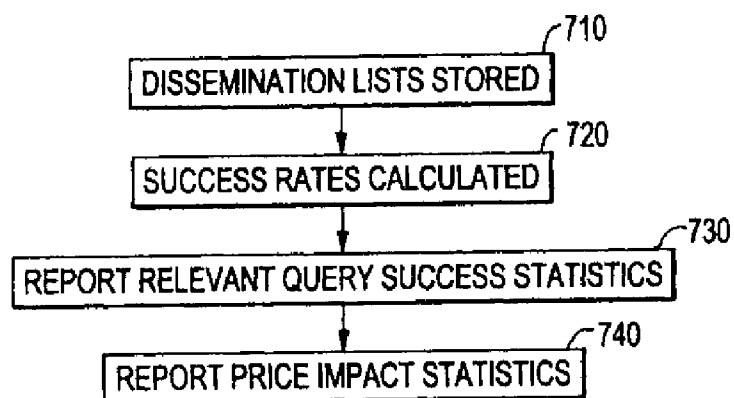 710
DISSEMINATION LISTS STORED
720
SUCCESS RATES CALCULATED
730
REPORT RELEVANT QUERY SUCCESS STATISTICS
740
REPORT PRICE IMPACT STATISTICS